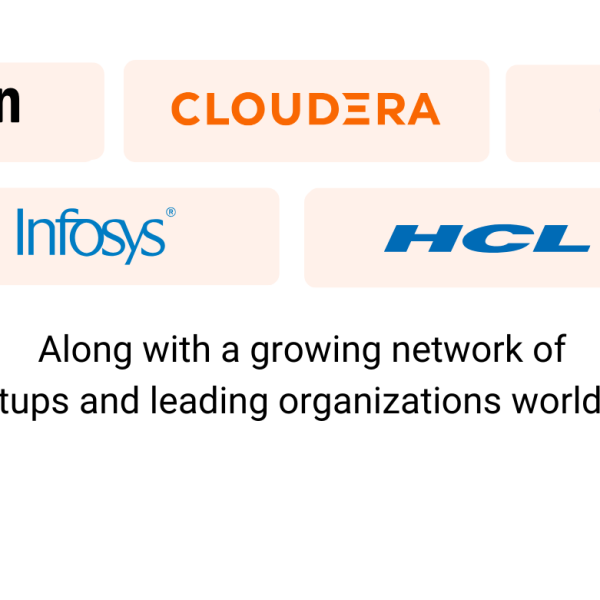 n CLOUDERA
Infosys® HCL
Along with a growing network of
tups and leading organizations world